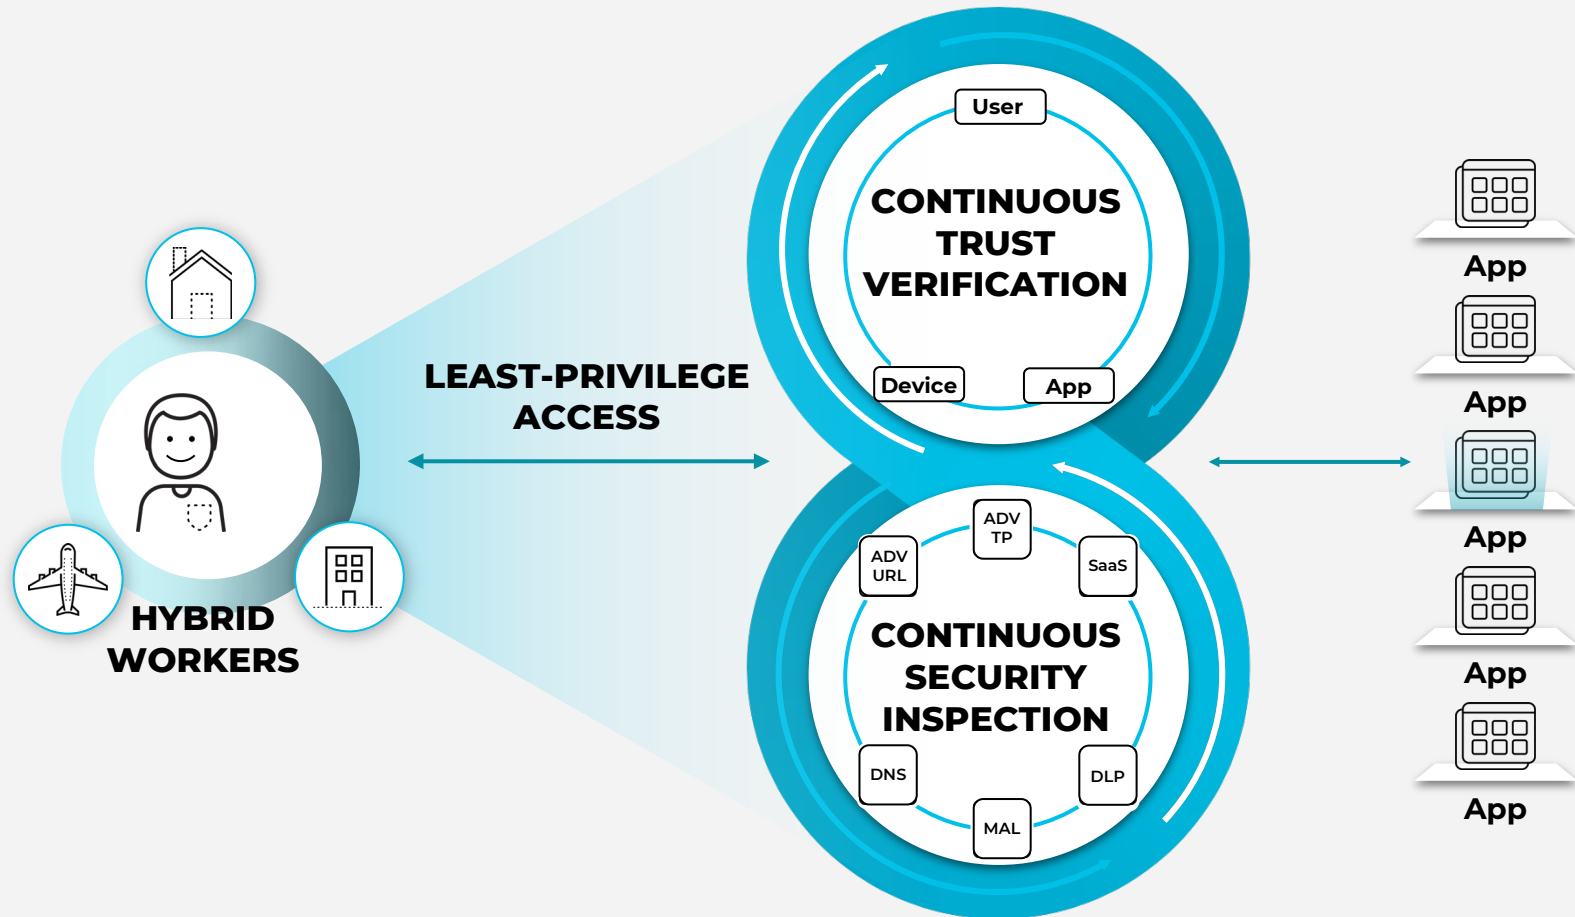 HYBRID
WORKERS
LEAST-PRIVILEGE
ACCESS
User
CONTINUOUS
TRUST
VERIFICATION
Device
App
ADV
TP
ADV
URL
SaaS
CONTINUOUS
SECURITY
INSPECTION
DNS
DLP
MAL
App
App
App
App
App